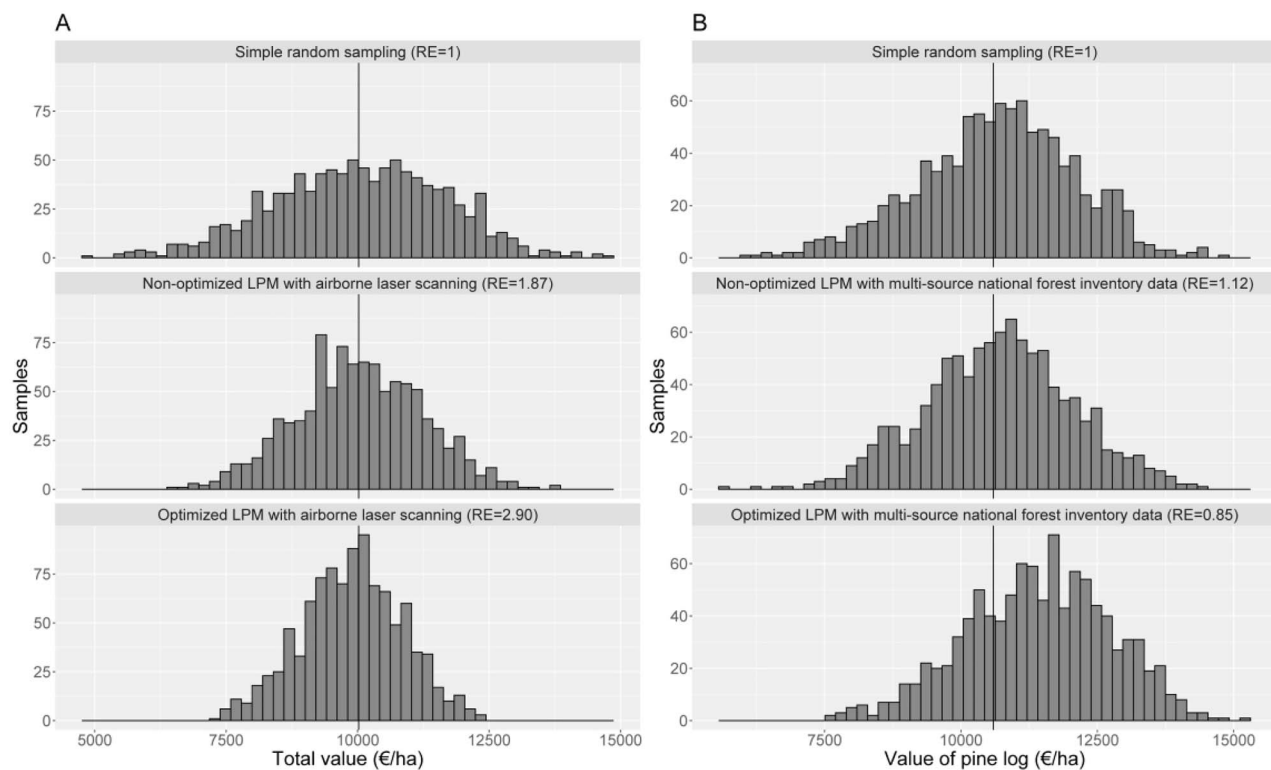 A
Simple random sampling (RE=1)
75
50
25
0
Non-optimized LPM with airborne laser scanning (RE=1.87)
75
50
25
0
Optimized LPM with airborne laser scanning (RE=2.90)
75
50
25
0
Samples
5000 7500 10000 12500 15000
Total value (€/ha)
B
Simple random sampling (RE=1)
60
40
20
0
Non-optimized LPM with multi-source national forest inventory data (RE=1.12)
60
40
20
0
Optimized LPM with multi-source national forest inventory data (RE=0.85)
60
40
20
0
Samples
7500 10000 12500 15000
Value of pine log (€/ha)